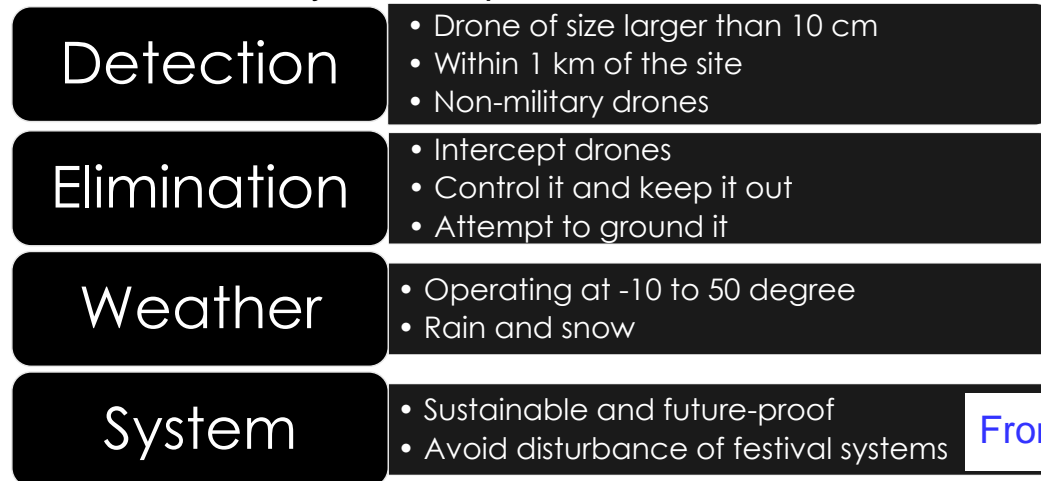 Detection
• Drone of size larger than 10 cm
• Within 1 km of the site
• Non-military drones
Elimination
• Intercept drones
• Control it and keep it out
• Attempt to ground it
Weather
• Operating at -10 to 50 degree
• Rain and snow
System
• Sustainable and future-proof
• Avoid disturbance of festival systems